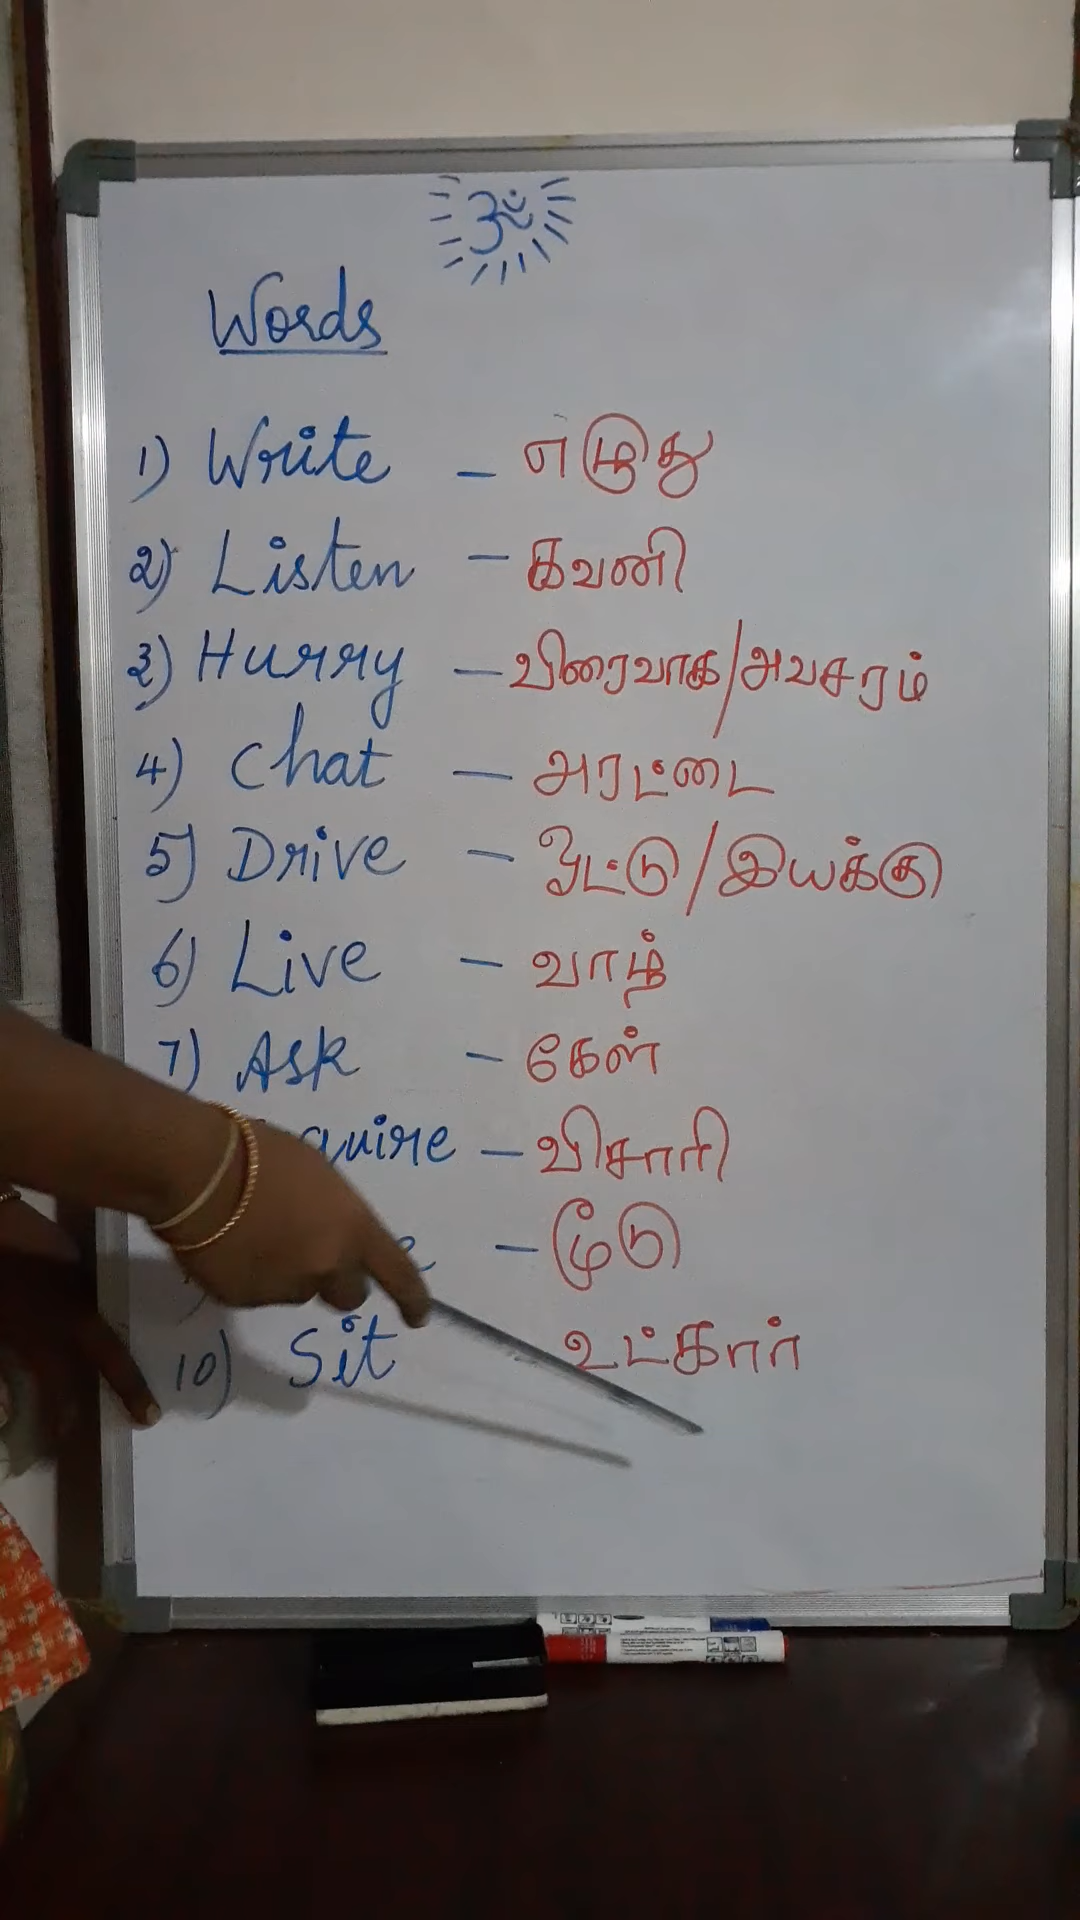 ॐ
Words
1) Write – எழுது
2) Listen – கவனி
3) Hurry – விரைவாக/அவசரம்
4) Chat – அரட்டை
5) Drive – ஓட்டு/இயக்கு
6) Live – வாழ்
7) Ask – கேள்
quire – விசாரி
e – மூடு
10) Sit உட்கார்